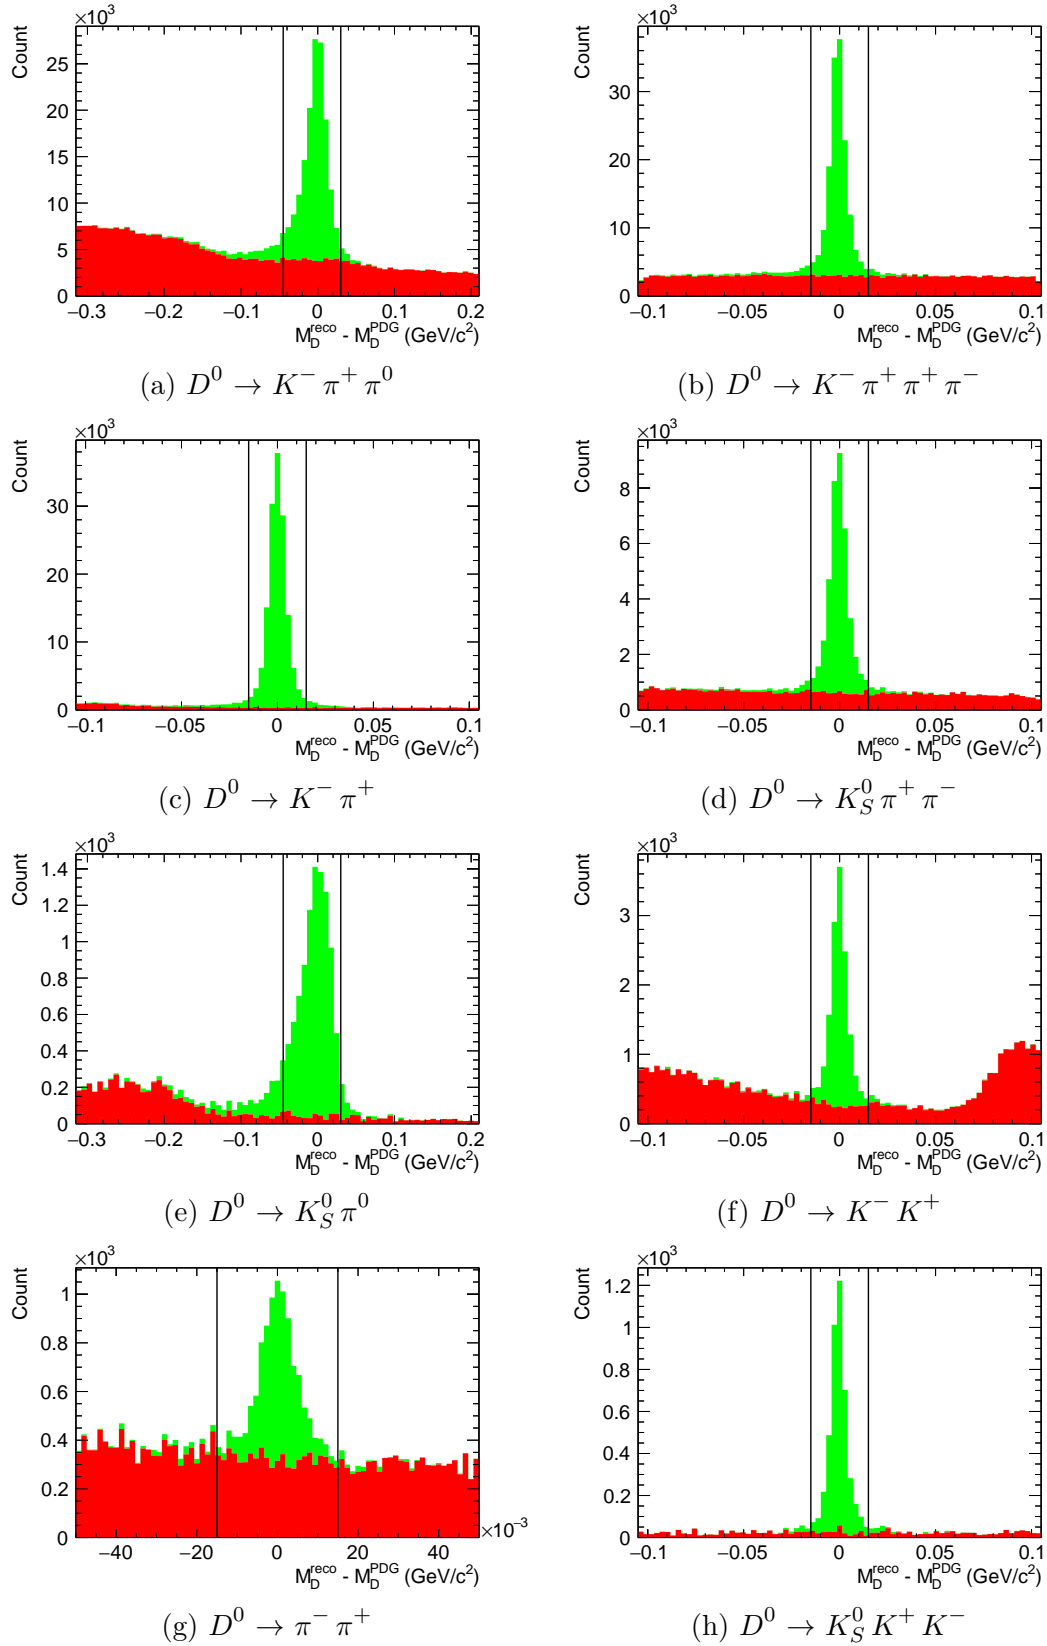 ×10³
Count
25
20
15
10
5
0
−0.3 −0.2 −0.1 0 0.1 0.2
M_D^reco - M_D^PDG (GeV/c²)
(a) D⁰ → K⁻ π⁺ π⁰
×10³
Count
30
20
10
0
−0.1 −0.05 0 0.05 0.1
M_D^reco - M_D^PDG (GeV/c²)
(b) D⁰ → K⁻ π⁺ π⁺ π⁻
×10³
Count
30
20
10
0
−0.1 −0.05 0 0.05 0.1
M_D^reco - M_D^PDG (GeV/c²)
(c) D⁰ → K⁻ π⁺
×10³
Count
8
6
4
2
0
−0.1 −0.05 0 0.05 0.1
M_D^reco - M_D^PDG (GeV/c²)
(d) D⁰ → K_S⁰ π⁺ π⁻
×10³
Count
1.4
1.2
1
0.8
0.6
0.4
0.2
0
−0.3 −0.2 −0.1 0 0.1 0.2
M_D^reco - M_D^PDG (GeV/c²)
(e) D⁰ → K_S⁰ π⁰
×10³
Count
3
2
1
0
−0.1 −0.05 0 0.05 0.1
M_D^reco - M_D^PDG (GeV/c²)
(f) D⁰ → K⁻ K⁺
×10³
Count
1
0.8
0.6
0.4
0.2
0
×10⁻³
−40 −20 0 20 40
M_D^reco - M_D^PDG (GeV/c²)
(g) D⁰ → π⁻ π⁺
×10³
Count
1.2
1
0.8
0.6
0.4
0.2
0
−0.1 −0.05 0 0.05 0.1
M_D^reco - M_D^PDG (GeV/c²)
(h) D⁰ → K_S⁰ K⁺ K⁻